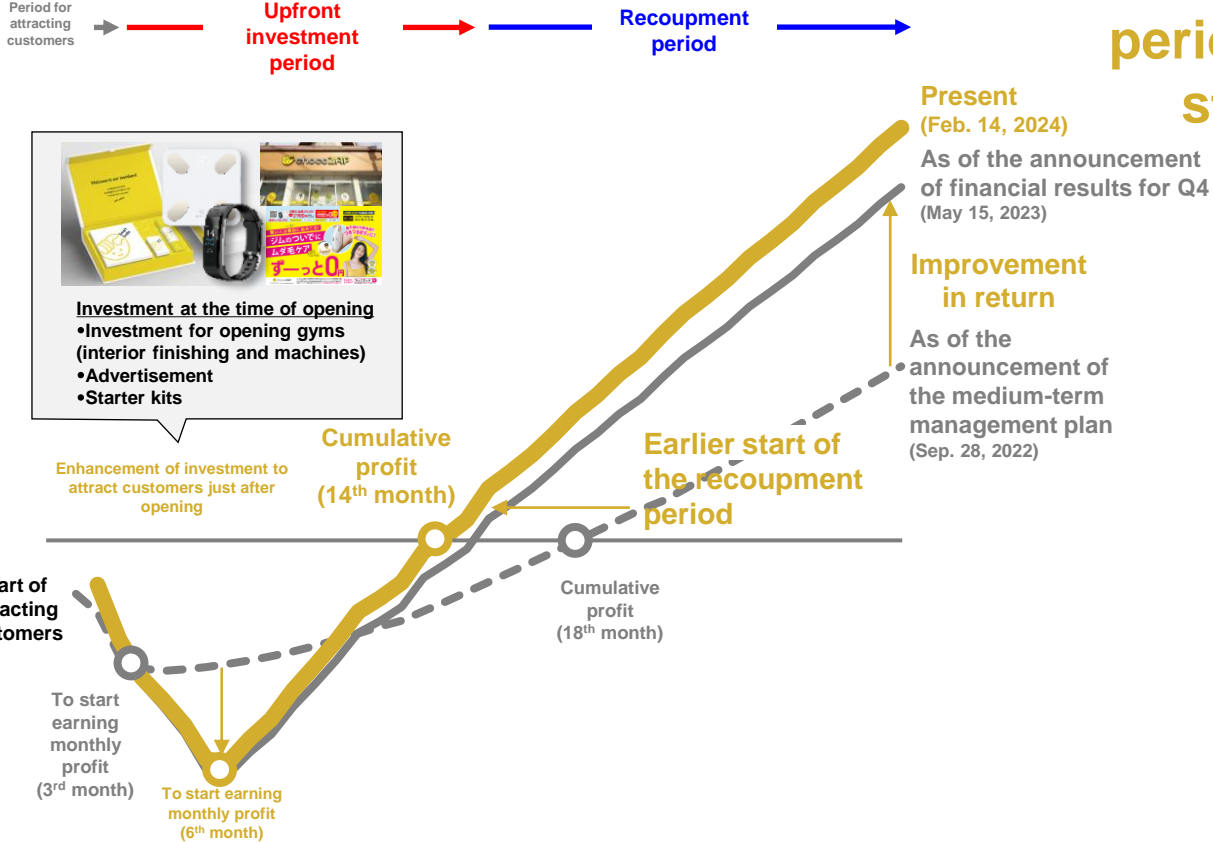 Period for
attracting
customers
Upfront
investment
period
Recoupment
period
Present
(Feb. 14, 2024)
As of the announcement
of financial results for Q4
(May 15, 2023)
Improvement
in return
As of the
announcement of
the medium-term
management plan
(Sep. 28, 2022)
chocoZAP
ジムのついでに
ムダ毛ケア
ずーっと0円
Investment at the time of opening
•Investment for opening gyms
(interior finishing and machines)
•Advertisement
•Starter kits
Enhancement of investment to
attract customers just after
opening
Cumulative
profit
(14th month)
Earlier start of
the recoupment
period
Cumulative
profit
(18th month)
To start
earning
monthly
profit
(3rd month)
To start earning
monthly profit
(6th month)